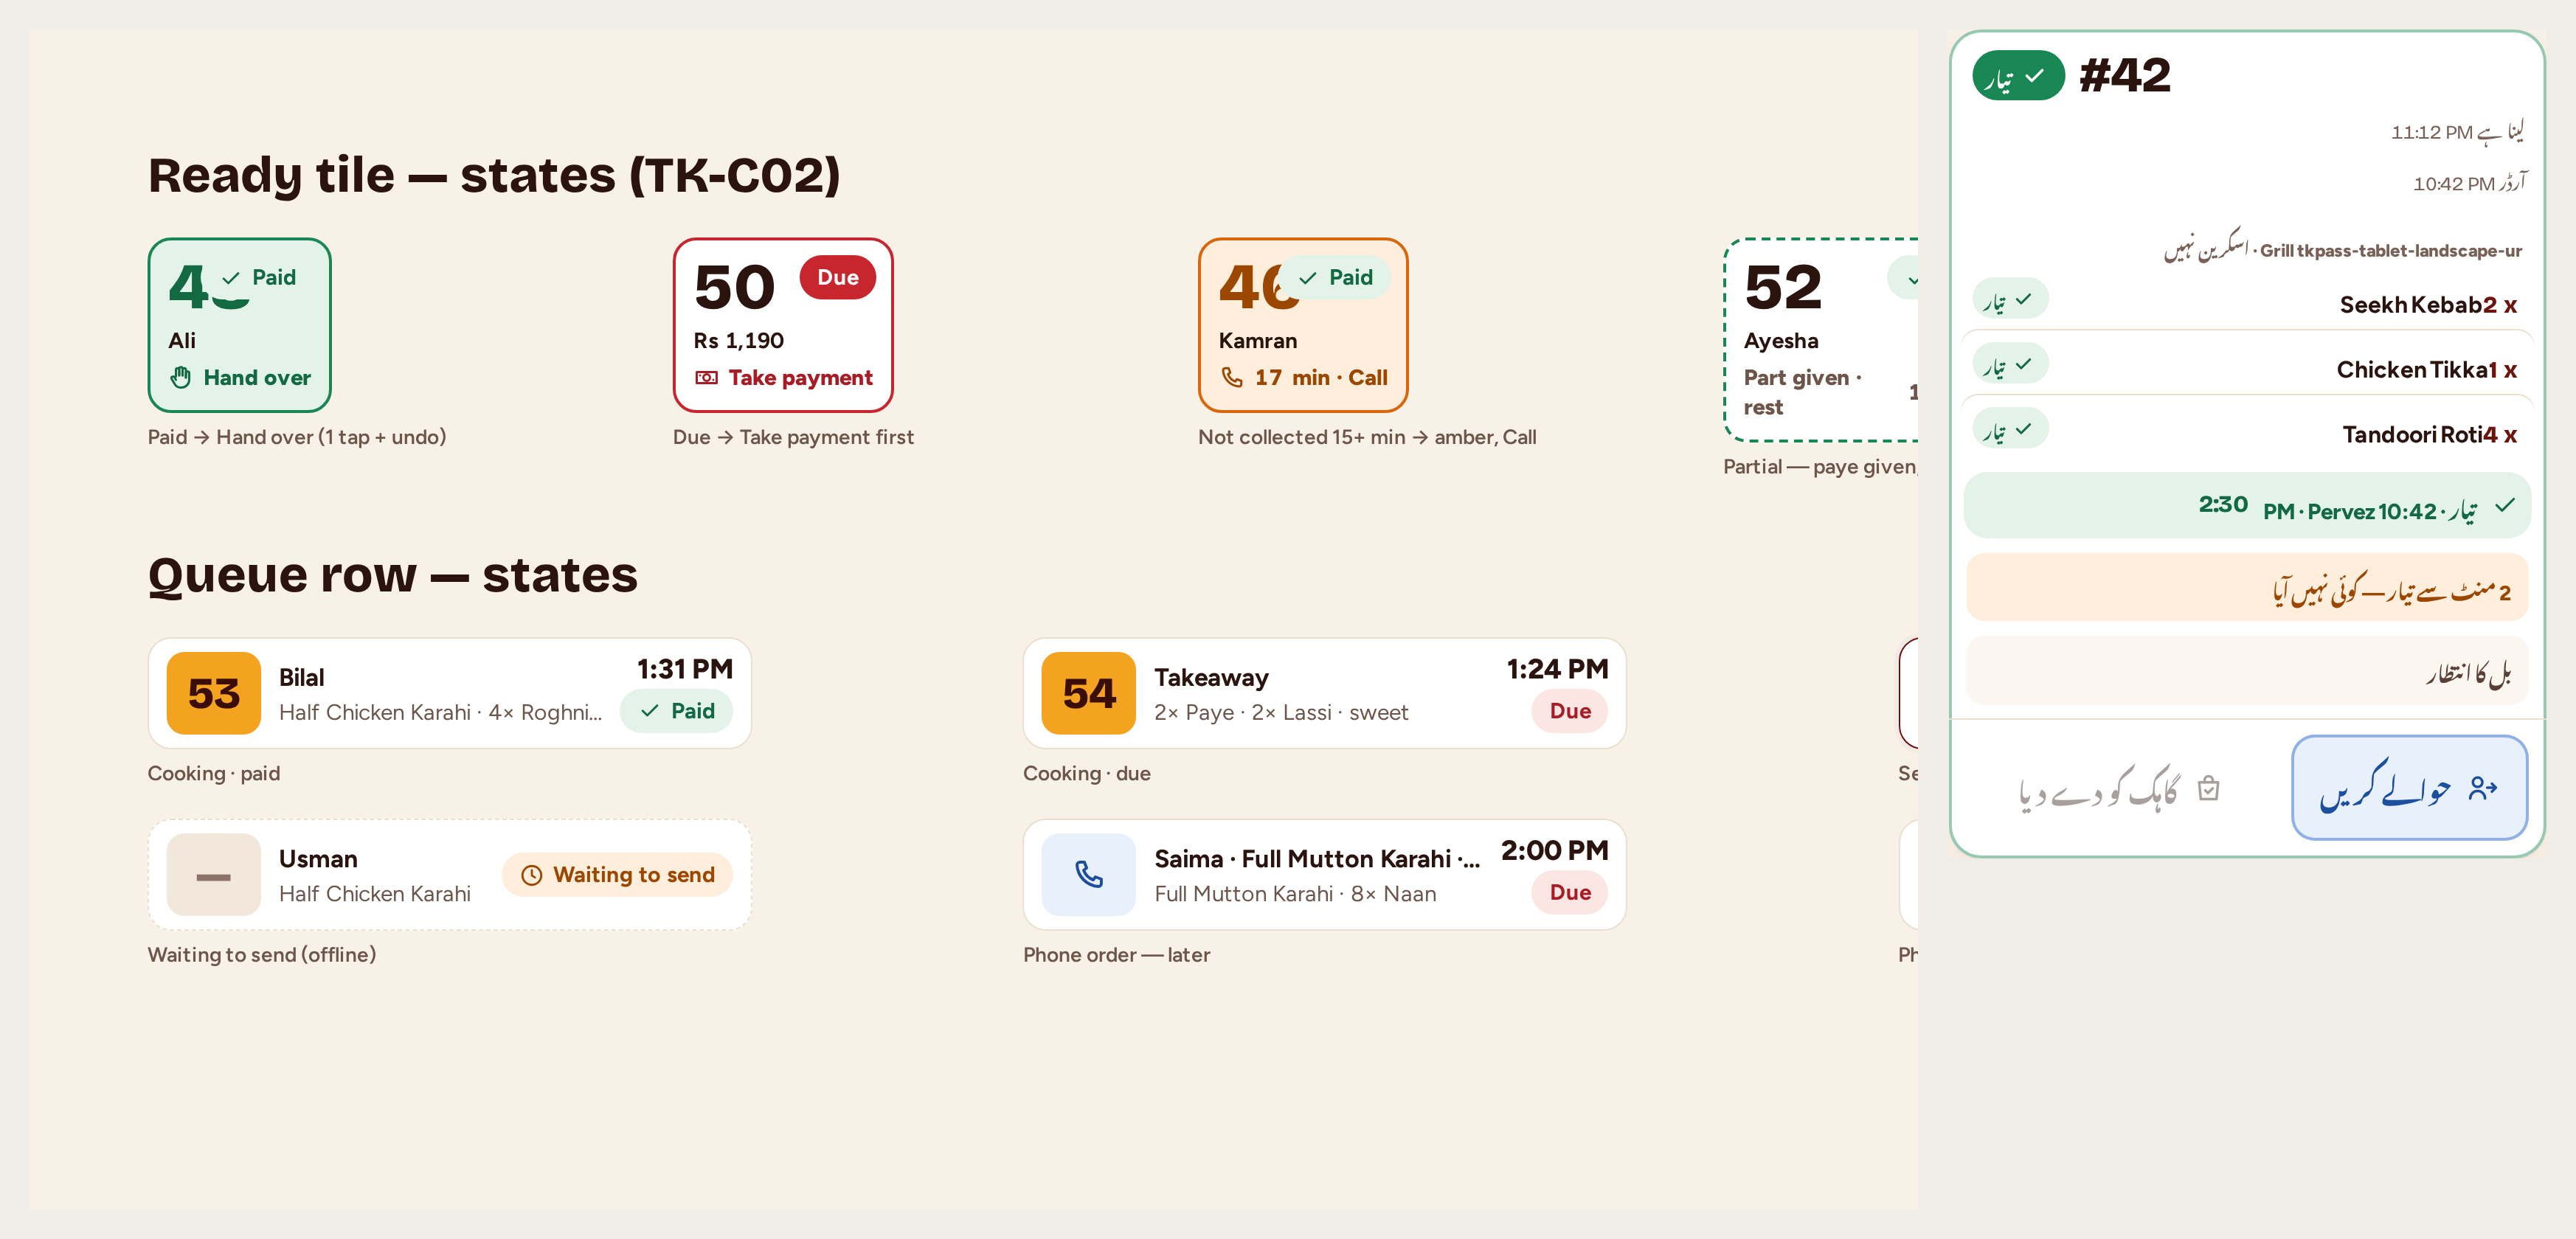 Ready tile — states (TK-C02)
Paid
Ali
Hand over
Paid → Hand over (1 tap + undo)
50
Due
Rs 1,190
Take payment
Due → Take payment first
Paid
Kamran
17 min · Call
Not collected 15+ min → amber, Call
52
Ayesha
Part given ·
rest
Partial — paye given,
Queue row — states
53
Bilal
1:31 PM
Half Chicken Karahi · 4× Roghni...
Paid
Cooking · paid
54
Takeaway
1:24 PM
2× Paye · 2× Lassi · sweet
Due
Cooking · due
—
Usman
Half Chicken Karahi
Waiting to send
Waiting to send (offline)
Saima · Full Mutton Karahi ·...
2:00 PM
Full Mutton Karahi · 8× Naan
Due
Phone order — later
تیار
#42
لینا ہے 11:12 PM
آرڈر 10:42 PM
Grill tkpass-tablet-landscape-ur · اسکرین نہیں
Seekh Kebab 2 x
تیار
Chicken Tikka 1 x
تیار
Tandoori Roti 4 x
تیار
تیار · 10:42 PM · Pervez
2:30
2 منٹ سے تیار — کوئی نہیں آیا
بل کا انتظار
حوالے کریں
گاہک کو دے دیا